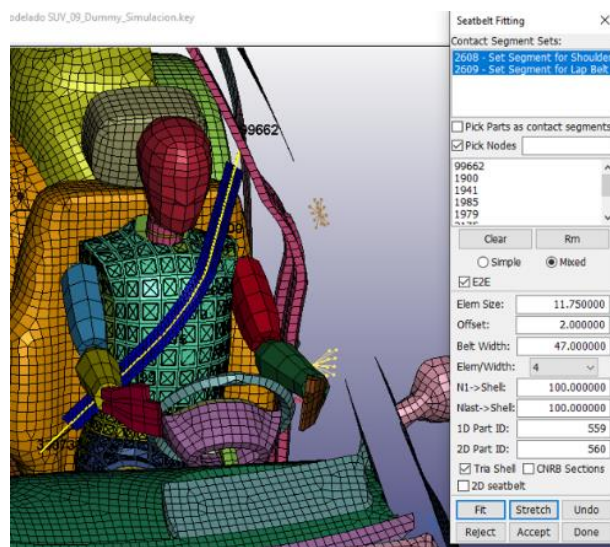 odelado SUV_09_Dummy_Simulacion.key
99662
Seatbelt Fitting
Contact Segment Sets:
2608 - Set Segment for Shoulder
2609 - Set Segment for Lap Belt
Pick Parts as contact segments
Pick Nodes
99662
1900
1941
1985
1979
Clear Rm
Simple Mixed
E2E
Elem Size: 11.750000
Offset: 2.000000
Belt Width: 47.000000
Elem/Width: 4
N1->Shell: 100.000000
Nlast->Shell: 100.000000
1D Part ID: 559
2D Part ID: 560
Tria Shell CNRB Sections
2D seatbelt
Fit Stretch Undo
Reject Accept Done